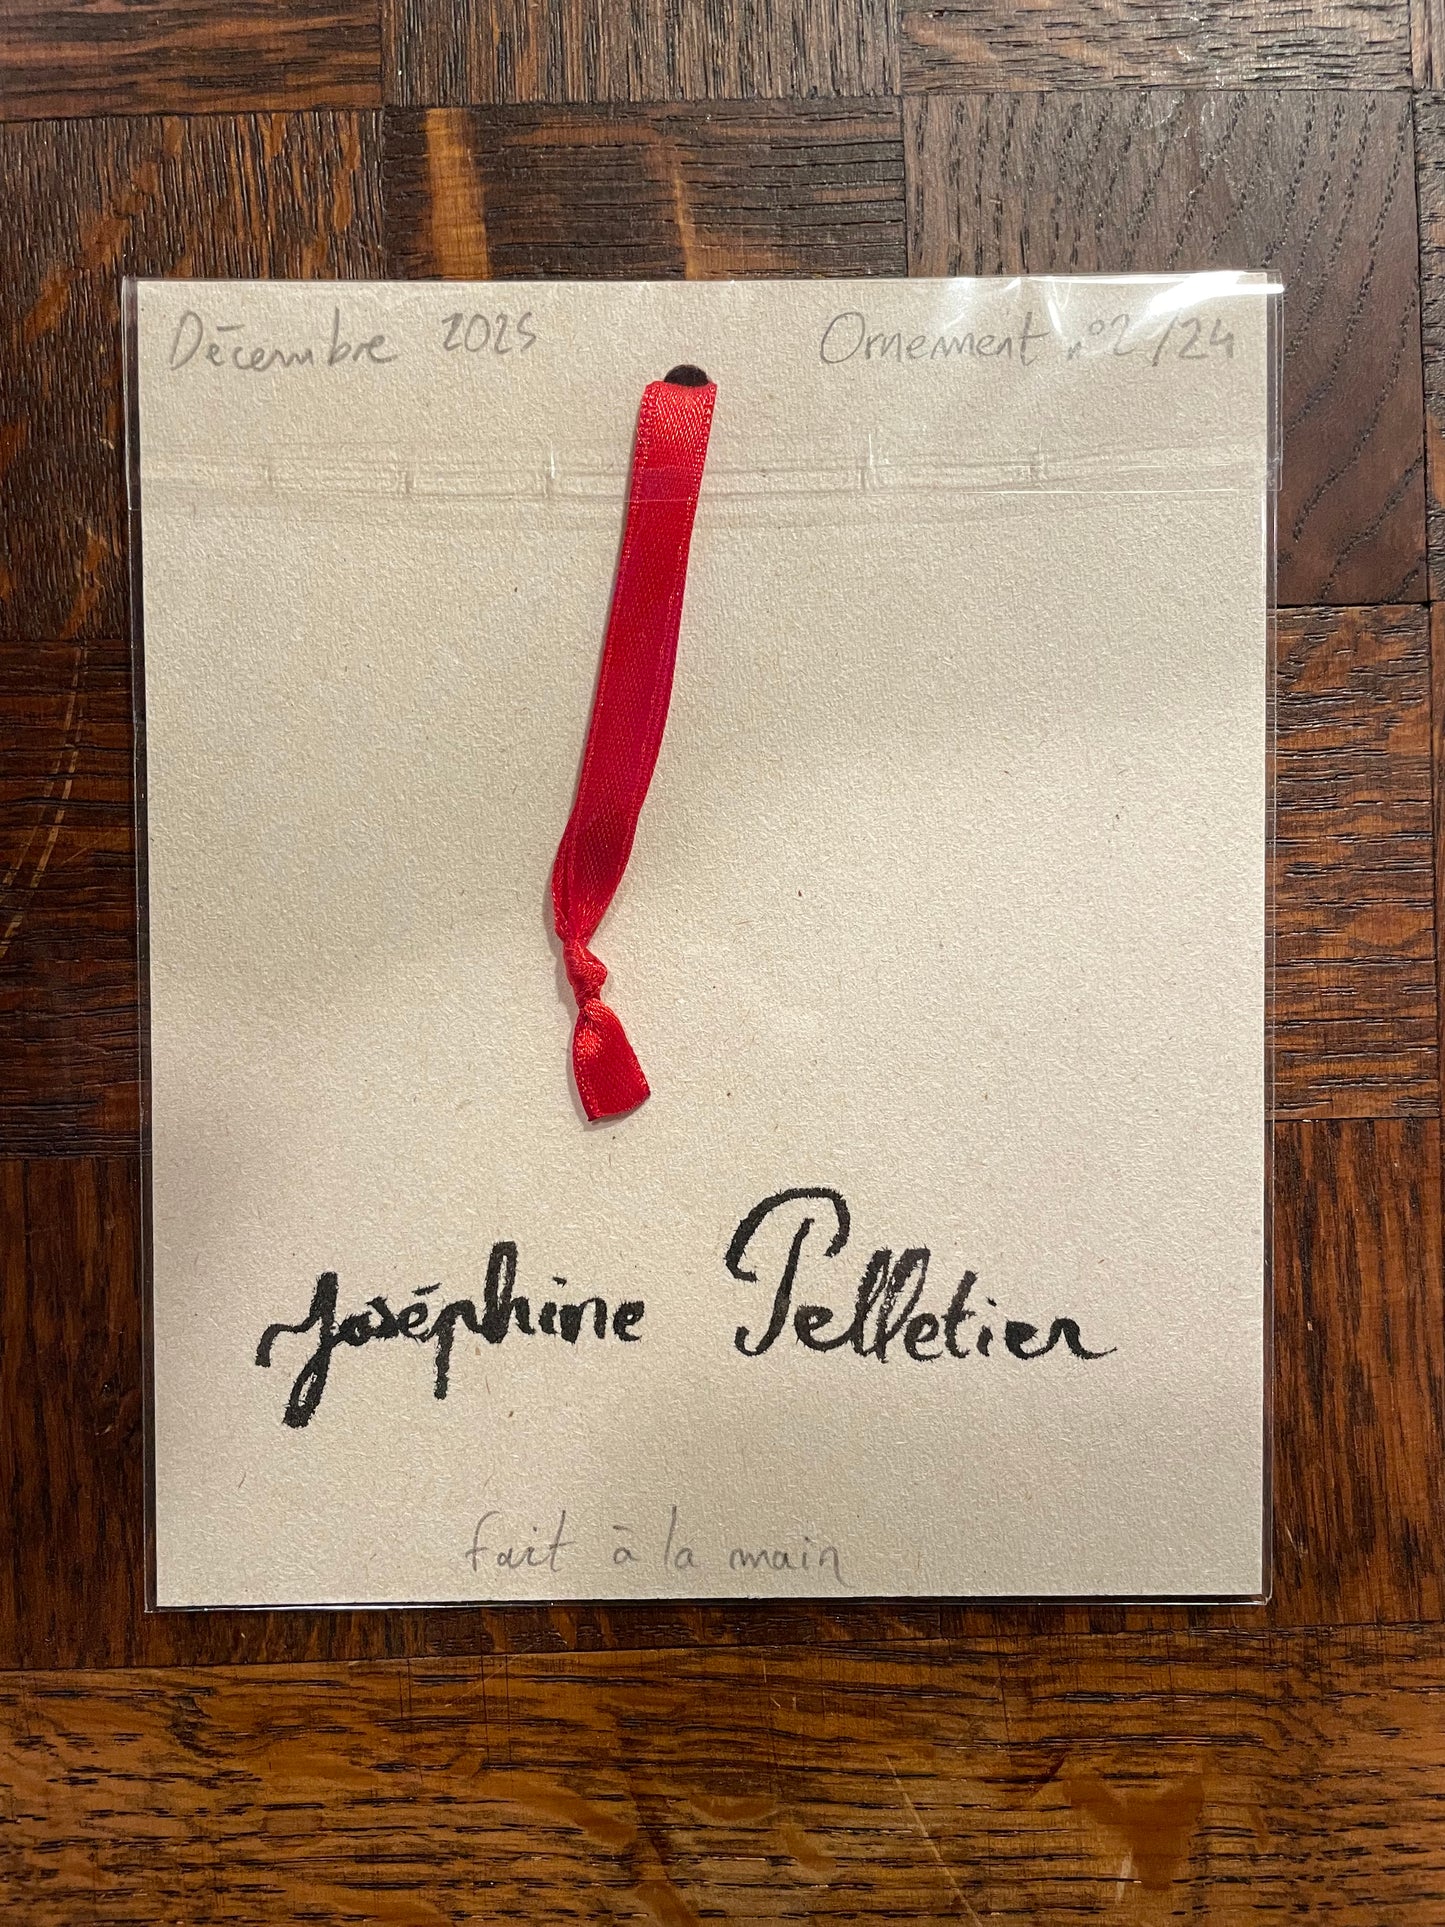 Décembre 2025
Ornement n°2/24
Joséphine Pelletier
fait à la main